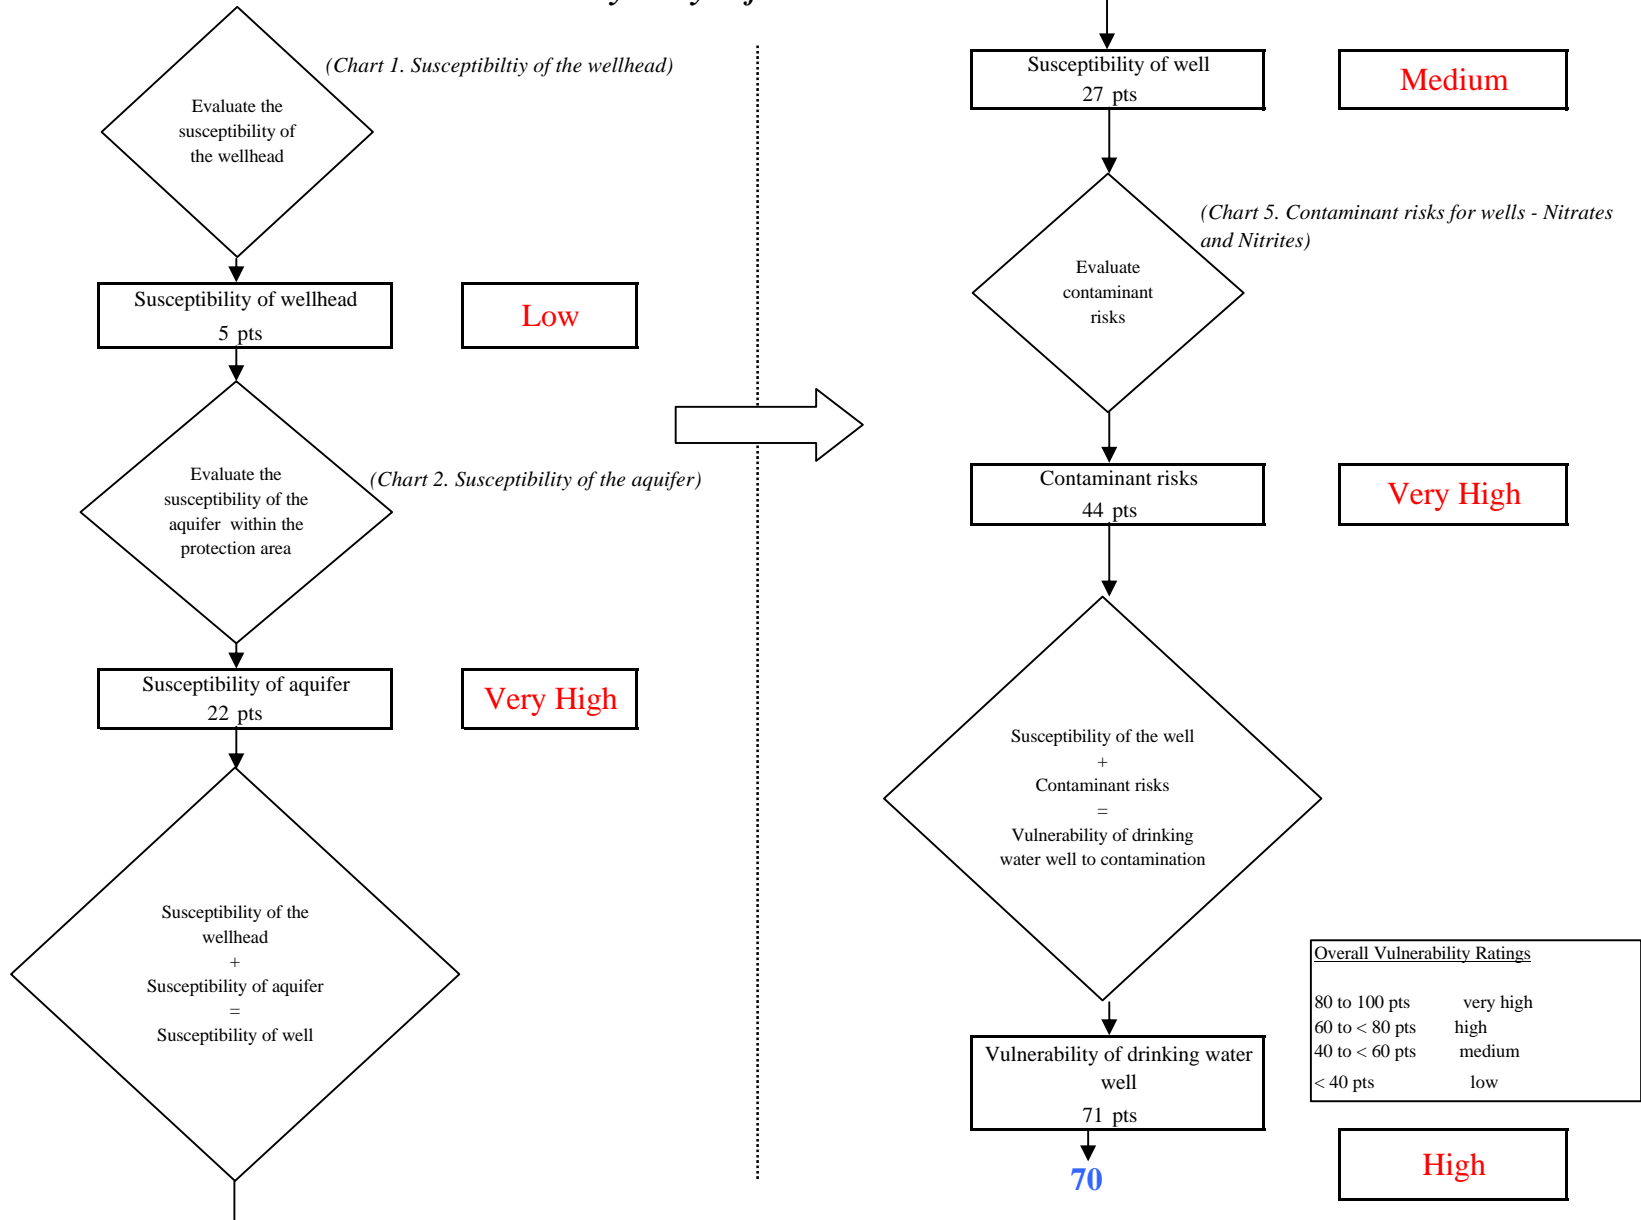 (Chart 1. Susceptibiltiy of the wellhead)
Evaluate the
susceptibility of
the wellhead
Susceptibility of wellhead
5 pts
Low
Evaluate the
susceptibility of the
aquifer within the
protection area
(Chart 2. Susceptibility of the aquifer)
Susceptibility of aquifer
22 pts
Very High
Susceptibility of the
wellhead
+
Susceptibility of aquifer
=
Susceptibility of well
Susceptibility of well
27 pts
Medium
(Chart 5. Contaminant risks for wells - Nitrates
and Nitrites)
Evaluate
contaminant
risks
Contaminant risks
44 pts
Very High
Susceptibility of the well
+
Contaminant risks
=
Vulnerability of drinking
water well to contamination
Overall Vulnerability Ratings
80 to 100 pts very high
60 to < 80 pts high
40 to < 60 pts medium
< 40 pts low
Vulnerability of drinking water
well
71 pts
70
High